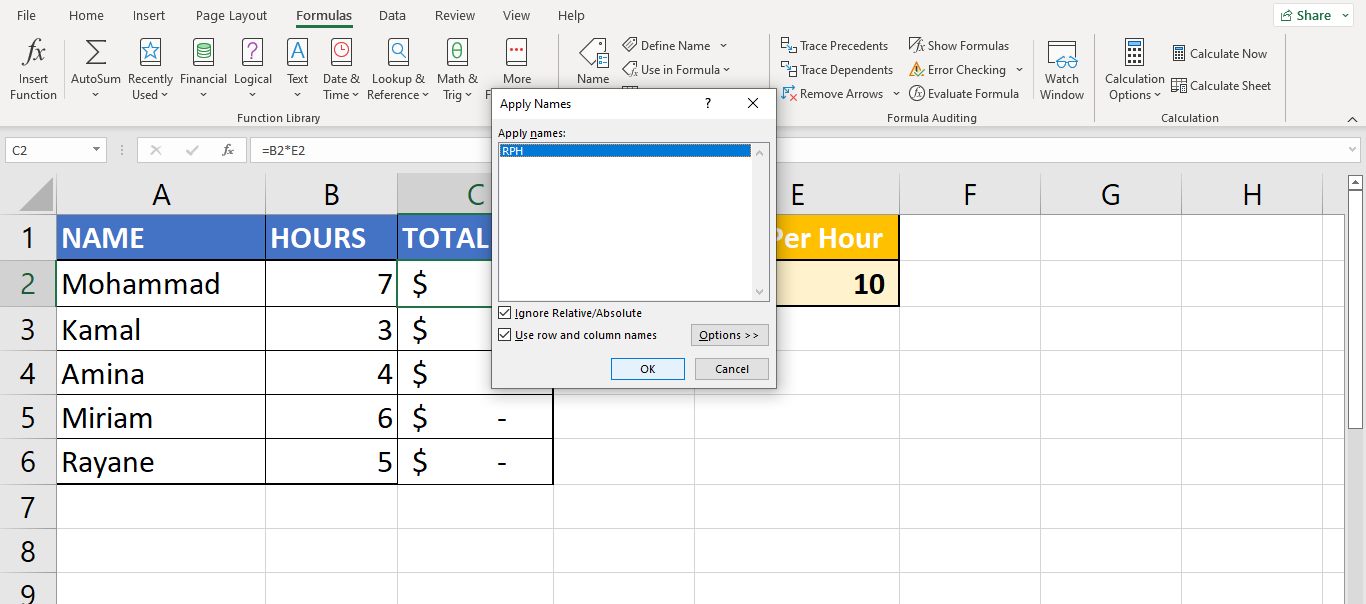 File Home Insert Page Layout Formulas Data Review View Help Share
fx Σ ? A θ
Insert Function
AutoSum
Recently Used
Financial
Logical
Text
Date & Time
Lookup & Reference
Math & Trig
More
Name
Define Name
Use in Formula
Trace Precedents
Trace Dependents
Remove Arrows
Show Formulas
Error Checking
Evaluate Formula
Watch Window
Calculation Options
Calculate Now
Calculate Sheet
Function Library
Formula Auditing
Calculation
C2 fx =B2*E2
Apply Names ?
Apply names:
RPH
Ignore Relative/Absolute
Use row and column names
Options >>
OK Cancel
A B C E F G H
1 NAME HOURS TOTAL Per Hour
2 Mohammad 7 $ 10
3 Kamal 3 $
4 Amina 4 $
5 Miriam 6 $ -
6 Rayane 5 $ -
7
8
9